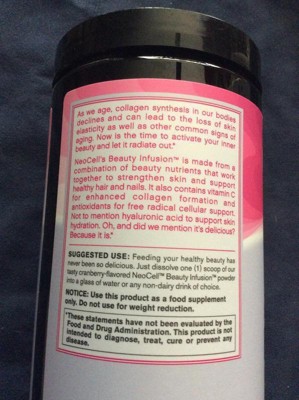 As we age, collagen synthesis in our bodies
declines and can lead to the loss of skin
elasticity as well as other common signs of
aging. Now is the time to activate your inner
beauty and let it radiate out.*
NeoCell's Beauty Infusion™ is made from a
combination of beauty nutrients that work
together to strengthen skin and support
healthy hair and nails. It also contains vitamin C
for enhanced collagen formation and
antioxidants for free radical cellular support.
Not to mention hyaluronic acid to support skin
hydration. Oh, and did we mention it's delicious?
Because it is.*
SUGGESTED USE: Feeding your healthy beauty has
never been so delicious. Just dissolve one (1) scoop of our
tasty cranberry-flavored NeoCell™ Beauty Infusion™ powder
into a glass of water or any non-dairy drink of choice.
NOTICE: Use this product as a food supplement
only. Do not use for weight reduction.
*These statements have not been evaluated by the
Food and Drug Administration. This product is not
intended to diagnose, treat, cure or prevent any
disease.